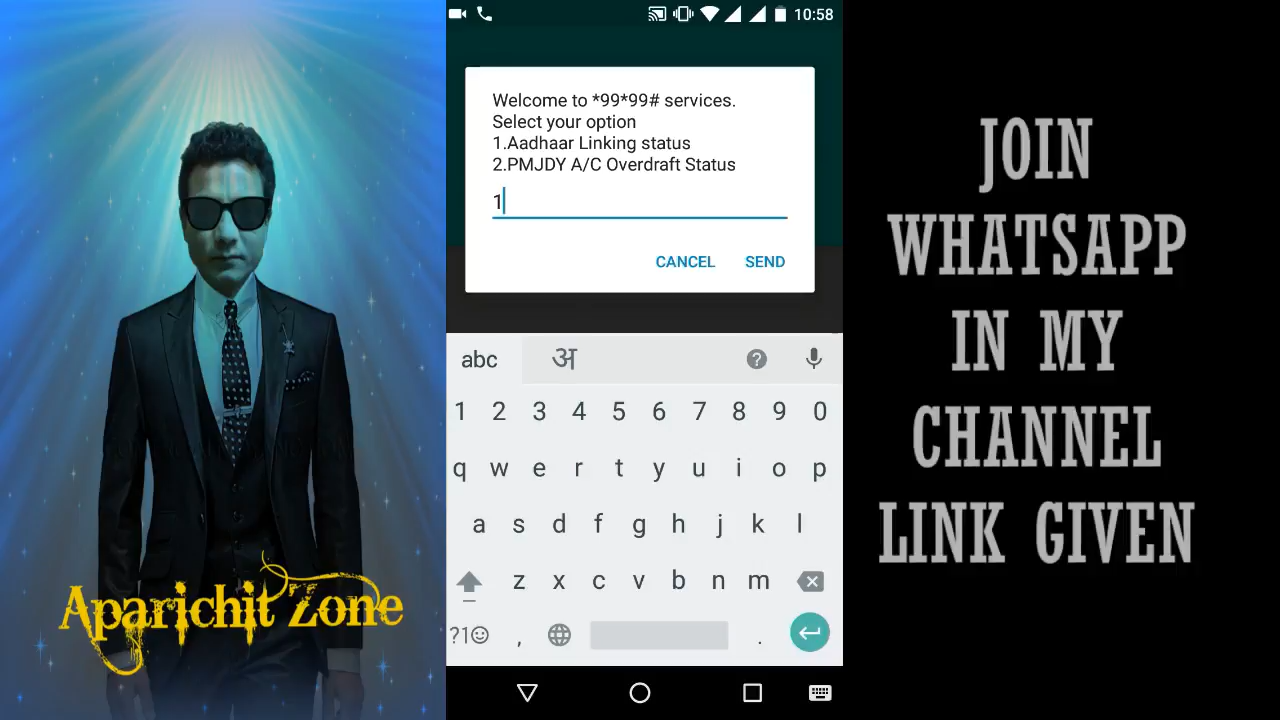 Aparichit Zone
10:58
Welcome to *99*99# services.
Select your option
1.Aadhaar Linking status
2.PMJDY A/C Overdraft Status
1
CANCEL SEND
abc अ
1 2 3 4 5 6 7 8 9 0
q w e r t y u i o p
a s d f g h j k l
z x c v b n m
?1☺ , .
JOIN
WHATSAPP
IN MY
CHANNEL
LINK GIVEN